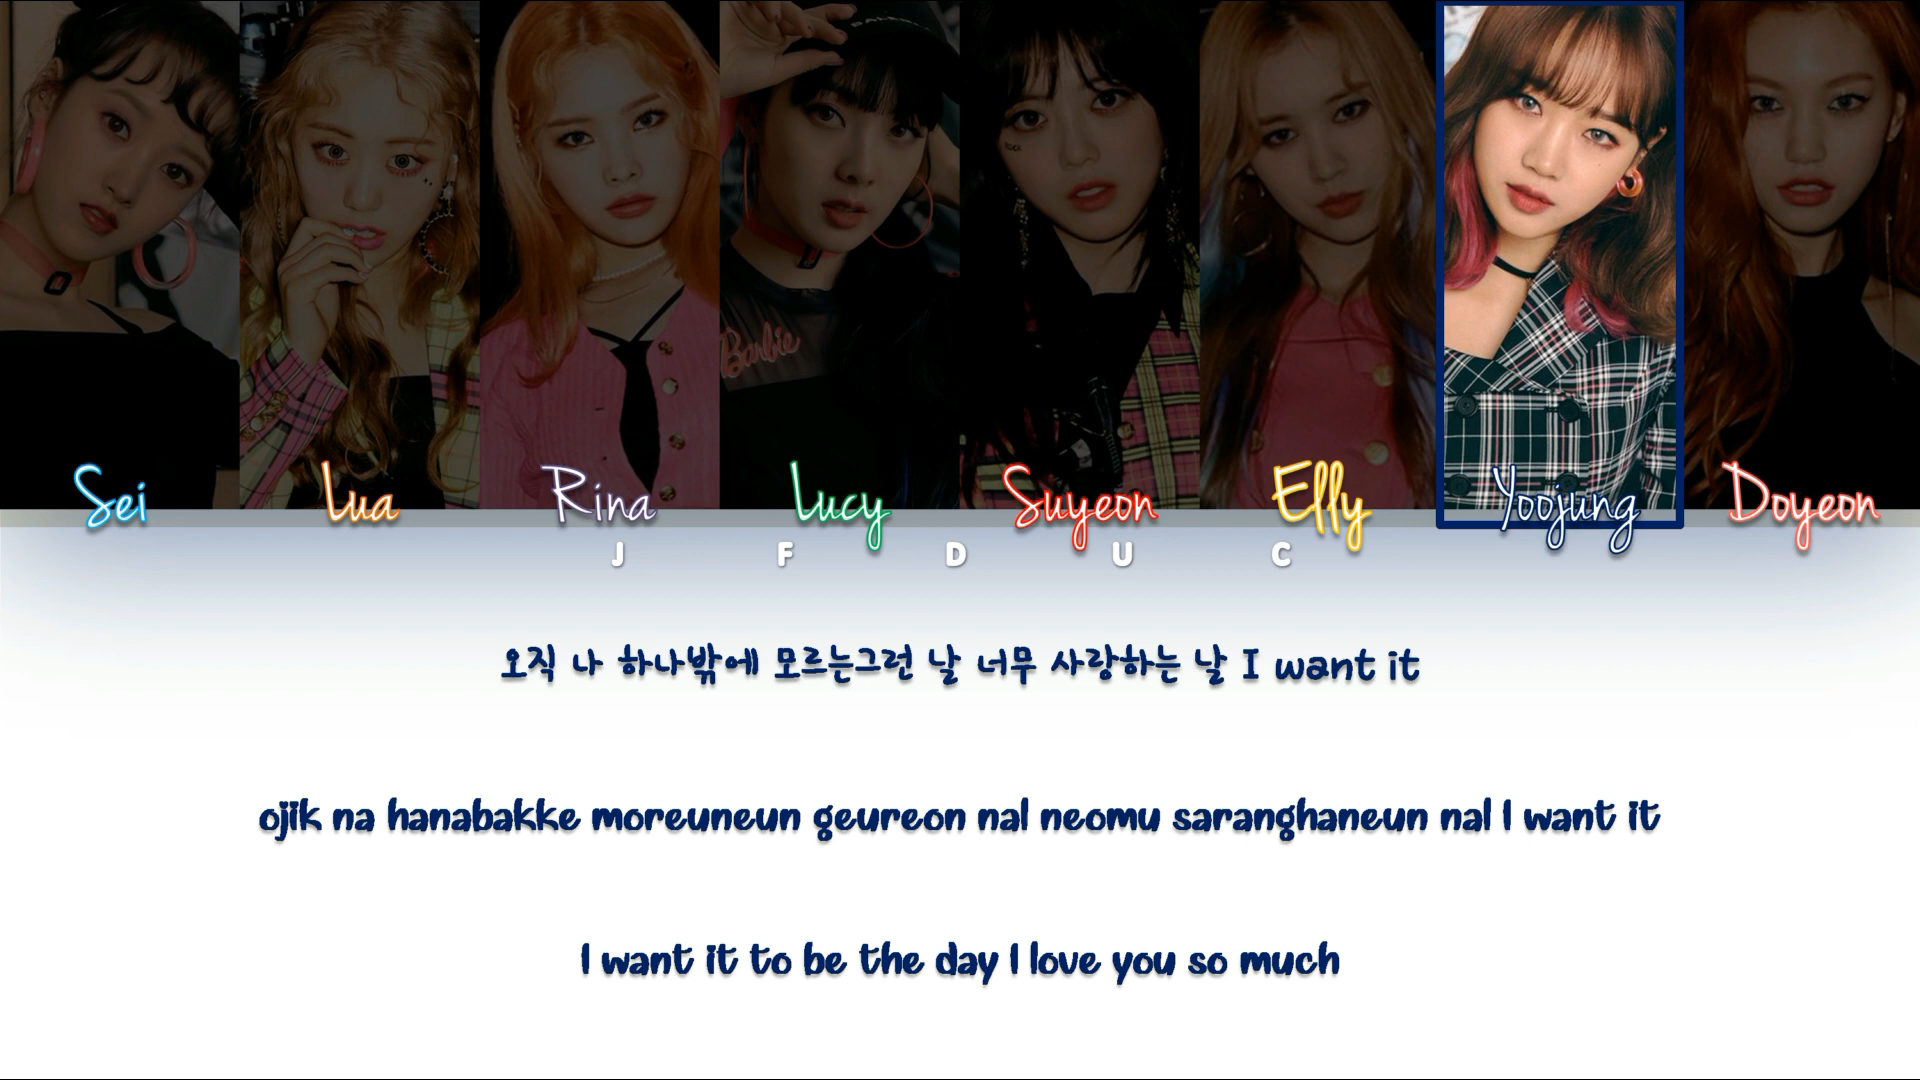 Barbie
Sei Lua Rina Lucy Suyeon Elly Yoojung Doyeon
J F D U C
오직 나 하나밖에 모르는그런 날 너무 사랑하는 날 I want it
ojik na hanabakke moreuneun geureon nal neomu saranghaneun nal I want it
I want it to be the day I love you so much